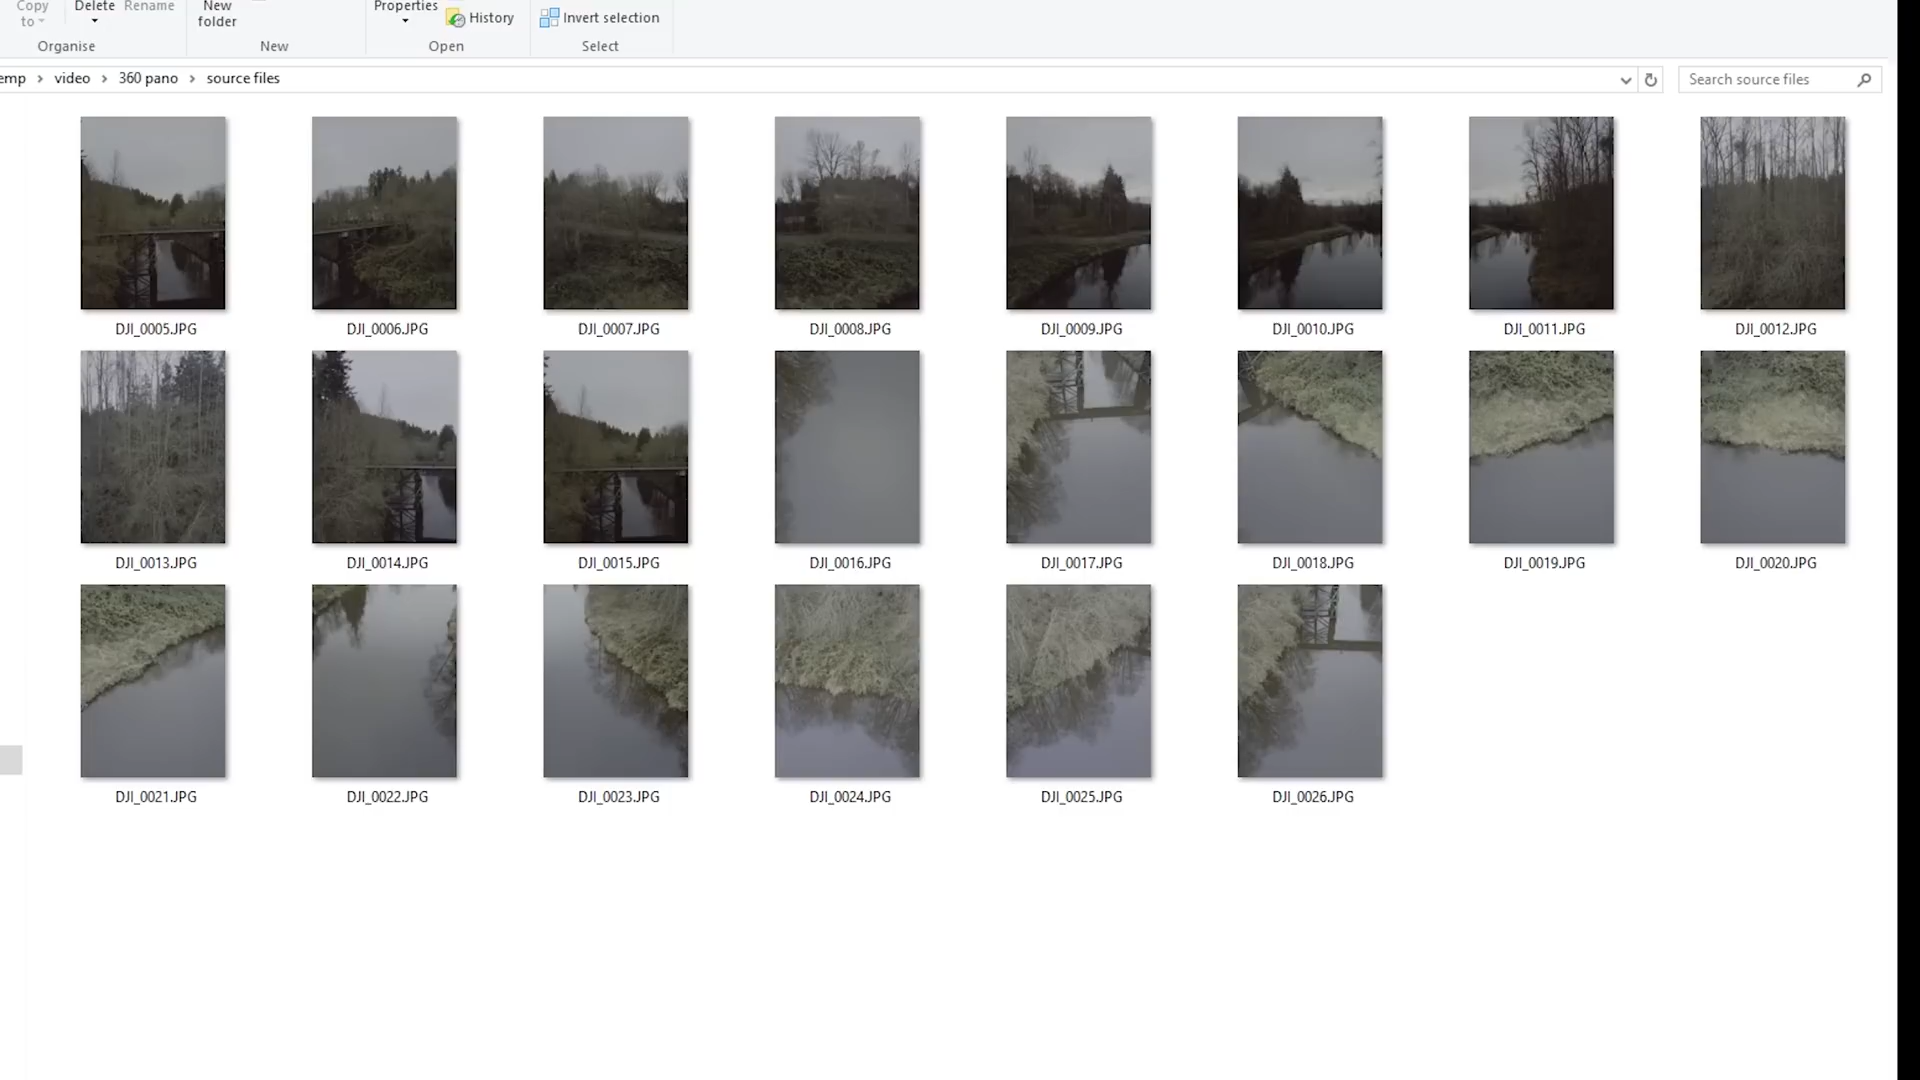 Copy to
Delete
Rename
New folder
Properties
History
Invert selection
Organise
New
Open
Select
emp > video > 360 pano > source files
Search source files
DJI_0005.JPG
DJI_0006.JPG
DJI_0007.JPG
DJI_0008.JPG
DJI_0009.JPG
DJI_0010.JPG
DJI_0011.JPG
DJI_0012.JPG
DJI_0013.JPG
DJI_0014.JPG
DJI_0015.JPG
DJI_0016.JPG
DJI_0017.JPG
DJI_0018.JPG
DJI_0019.JPG
DJI_0020.JPG
DJI_0021.JPG
DJI_0022.JPG
DJI_0023.JPG
DJI_0024.JPG
DJI_0025.JPG
DJI_0026.JPG